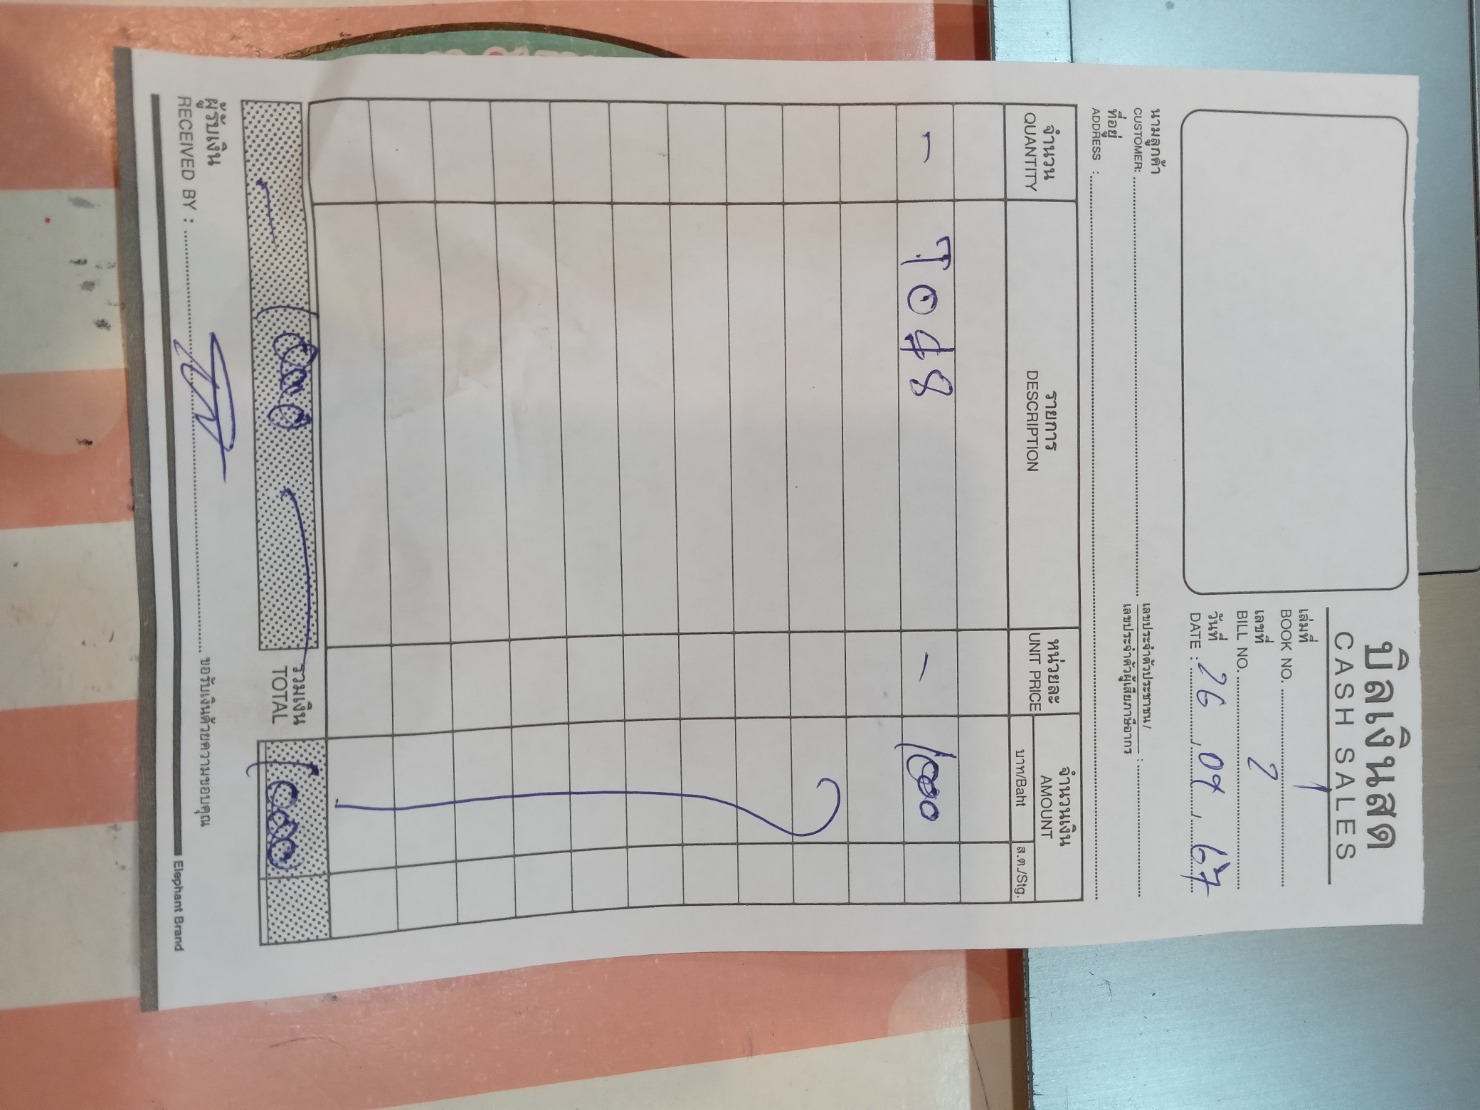 บิลเงินสด
CASH SALES
เล่มที่
BOOK NO. 1
เลขที่
BILL NO. 2
วันที่
DATE : 26 , 09 , 67
นามลูกค้า
CUSTOMER:
เลขประจำตัวประชาชน/
เลขประจำตัวผู้เสียภาษีอากร :
ที่อยู่
ADDRESS :
จำนวน รายการ หน่วยละ จำนวนเงิน
QUANTITY DESCRIPTION UNIT PRICE AMOUNT
บาท/Baht ส.ต./Stg.
- - 1000
- 1000 - รวมเงิน 1000
TOTAL
ผู้รับเงิน
RECEIVED BY : ขอรับเงินด้วยความขอบคุณ
Elephant Brand